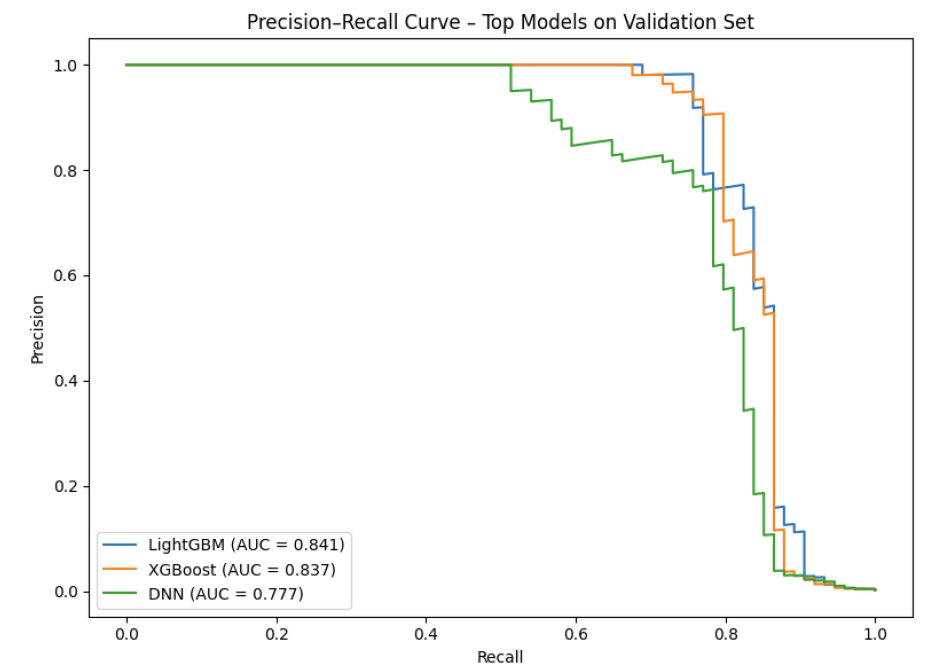 Precision–Recall Curve – Top Models on Validation Set
1.0
0.8
0.6
0.4
0.2
0.0
Precision
LightGBM (AUC = 0.841)
XGBoost (AUC = 0.837)
DNN (AUC = 0.777)
0.0 0.2 0.4 0.6 0.8 1.0
Recall